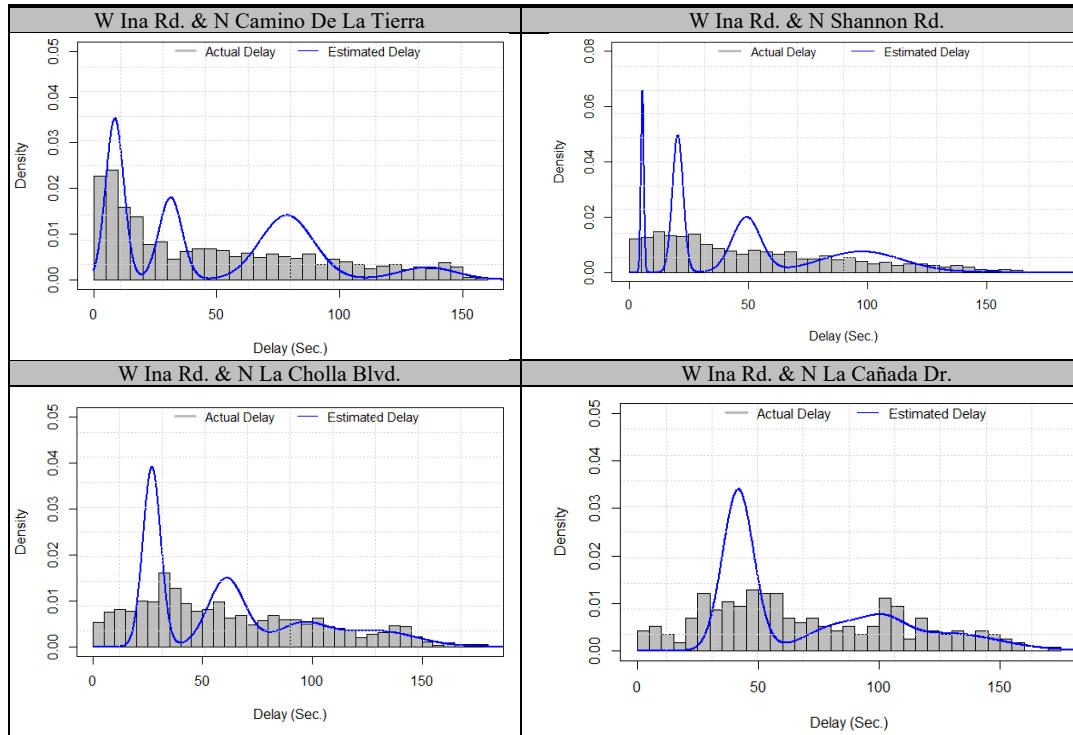 W Ina Rd. & N Camino De La Tierra
Actual Delay Estimated Delay
0.05
0.04
0.03
0.02
0.01
0.00
Density
0 50 100 150
Delay (Sec.)
W Ina Rd. & N Shannon Rd.
Actual Delay Estimated Delay
0.08
0.06
0.04
0.02
0.00
Density
0 50 100 150
Delay (Sec.)
W Ina Rd. & N La Cholla Blvd.
Actual Delay Estimated Delay
0.05
0.04
0.03
0.02
0.01
0.00
Density
0 50 100 150
Delay (Sec.)
W Ina Rd. & N La Cañada Dr.
Actual Delay Estimated Delay
0.05
0.04
0.03
0.02
0.01
0.00
Density
0 50 100 150
Delay (Sec.)